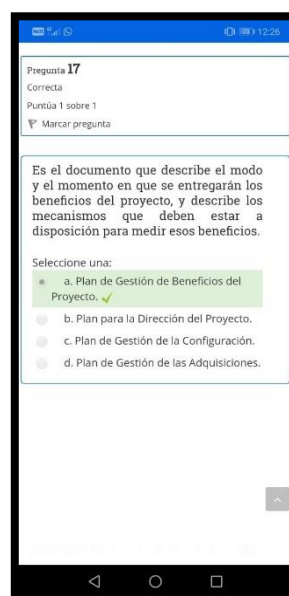 12:26
Pregunta 17
Correcta
Puntúa 1 sobre 1
Marcar pregunta
Es el documento que describe el modo
y el momento en que se entregarán los
beneficios del proyecto, y describe los
mecanismos que deben estar a
disposición para medir esos beneficios.
Seleccione una:
a. Plan de Gestión de Beneficios del
Proyecto.
b. Plan para la Dirección del Proyecto.
c. Plan de Gestión de la Configuración.
d. Plan de Gestión de las Adquisiciones.